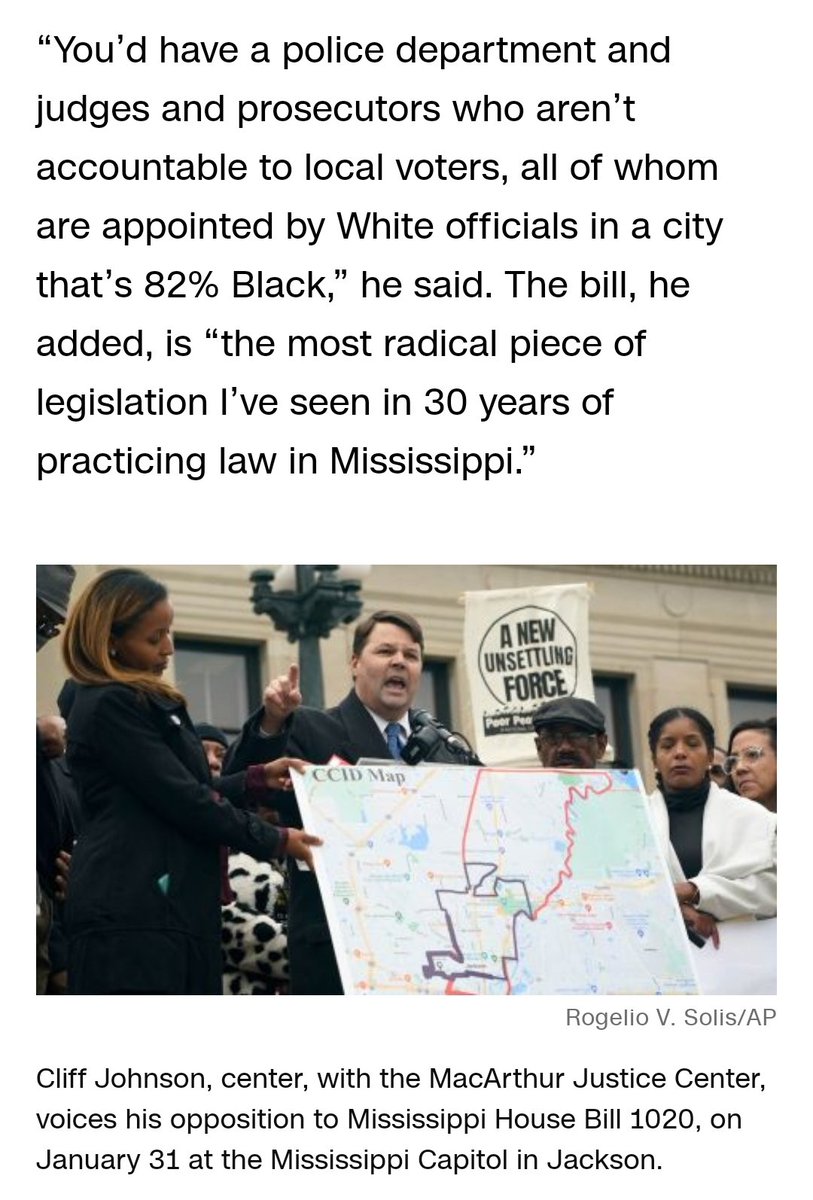 “You’d have a police department and
judges and prosecutors who aren’t
accountable to local voters, all of whom
are appointed by White officials in a city
that’s 82% Black,” he said. The bill, he
added, is “the most radical piece of
legislation I’ve seen in 30 years of
practicing law in Mississippi.”
A NEW
UNSETTLING
FORCE
Poor Peo
CCID Map
Rogelio V. Solis/AP
Cliff Johnson, center, with the MacArthur Justice Center,
voices his opposition to Mississippi House Bill 1020, on
January 31 at the Mississippi Capitol in Jackson.